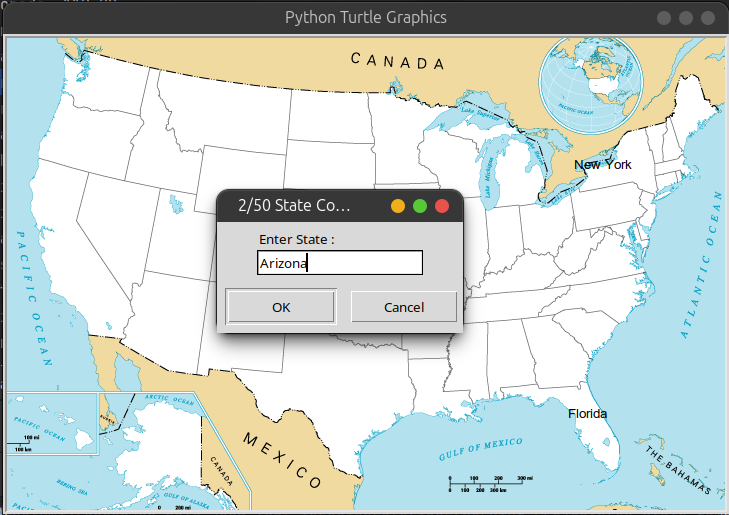 Python Turtle Graphics
CANADA
Lake Superior
Lake Michigan
PACIFIC OCEAN
New York
2/50 State Co...
Enter State :
Arizona
OK
Cancel
PACIFIC OCEAN
ATLANTIC OCEAN
ARCTIC OCEAN
PACIFIC OCEAN
100 mi
100 km
RUSSIA
CANADA
BERING SEA
GULF OF ALASKA
0
200 mi
MEXICO
GULF OF MEXICO
0 100 200 300 mi
0 100 200 300 km
Florida
THE BAHAMAS